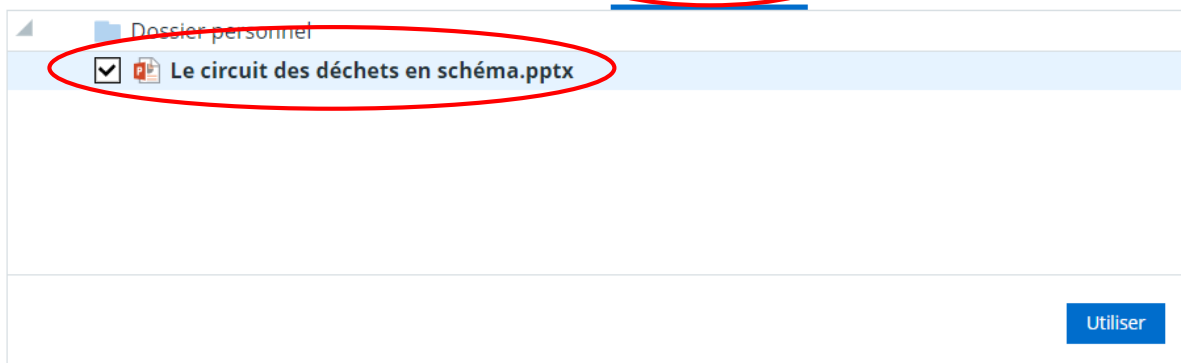 Dossier personnel
Le circuit des déchets en schéma.pptx
Utiliser